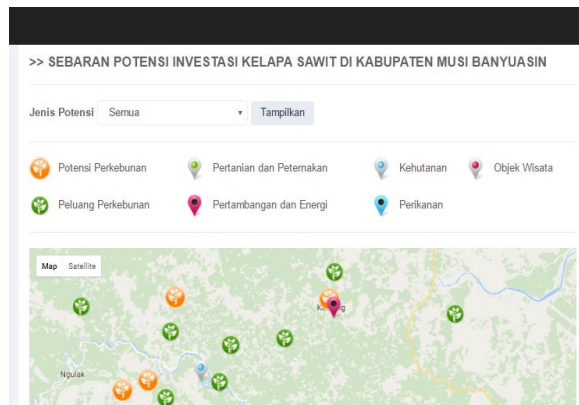 >> SEBARAN POTENSI INVESTASI KELAPA SAWIT DI KABUPATEN MUSI BANYUASIN
Jenis Potensi Semua Tampilkan
Potensi Perkebunan Pertanian dan Peternakan Kehutanan Objek Wisata
Peluang Perkebunan Pertambangan dan Energi Perikanan
Map Satellite
Ngulak